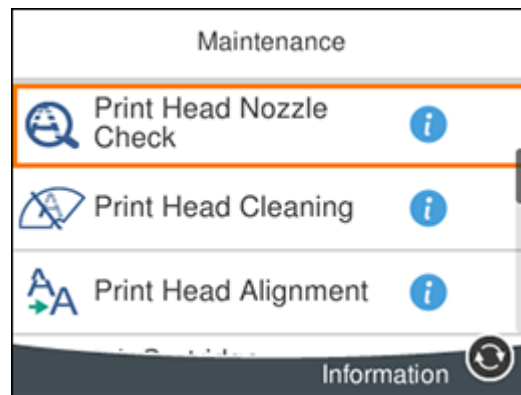 Maintenance
Print Head Nozzle
Check
Print Head Cleaning
Print Head Alignment
Information